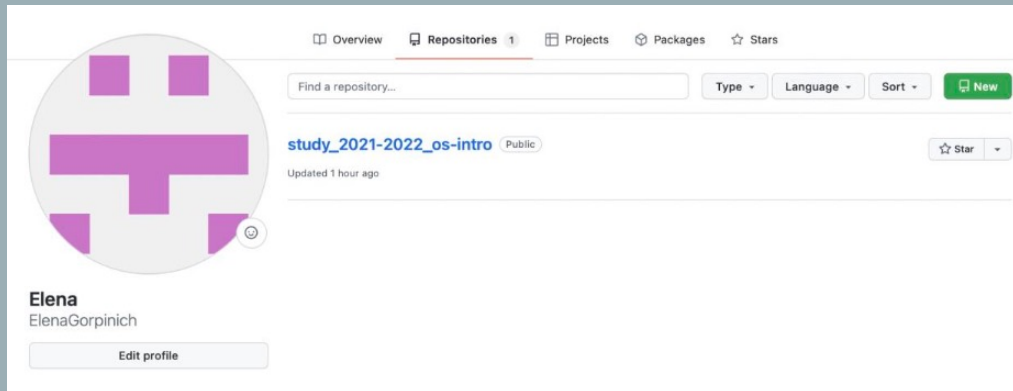 Overview Repositories 1 Projects Packages Stars
Find a repository... Type Language Sort New
study_2021-2022_os-intro Public Star
Updated 1 hour ago
Elena
ElenaGorpinich
Edit profile